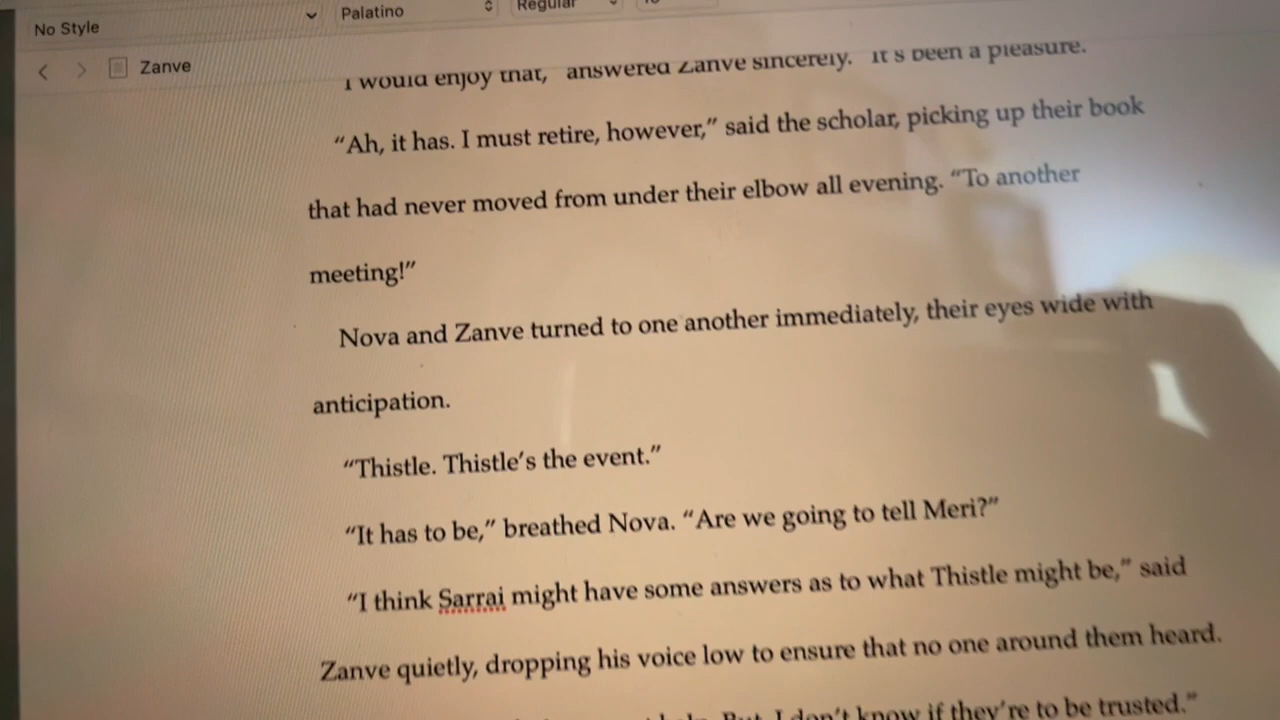 No Style
Palatino
Regular
Zanve
I would enjoy that,” answered Zanve sincerely. “It’s been a pleasure.
“Ah, it has. I must retire, however,” said the scholar, picking up their book
that had never moved from under their elbow all evening. “To another
meeting!”
Nova and Zanve turned to one another immediately, their eyes wide with
anticipation.
“Thistle. Thistle’s the event.”
“It has to be,” breathed Nova. “Are we going to tell Meri?”
“I think Sarrai might have some answers as to what Thistle might be,” said
Zanve quietly, dropping his voice low to ensure that no one around them heard.
help. But, I don’t know if they’re to be trusted.”